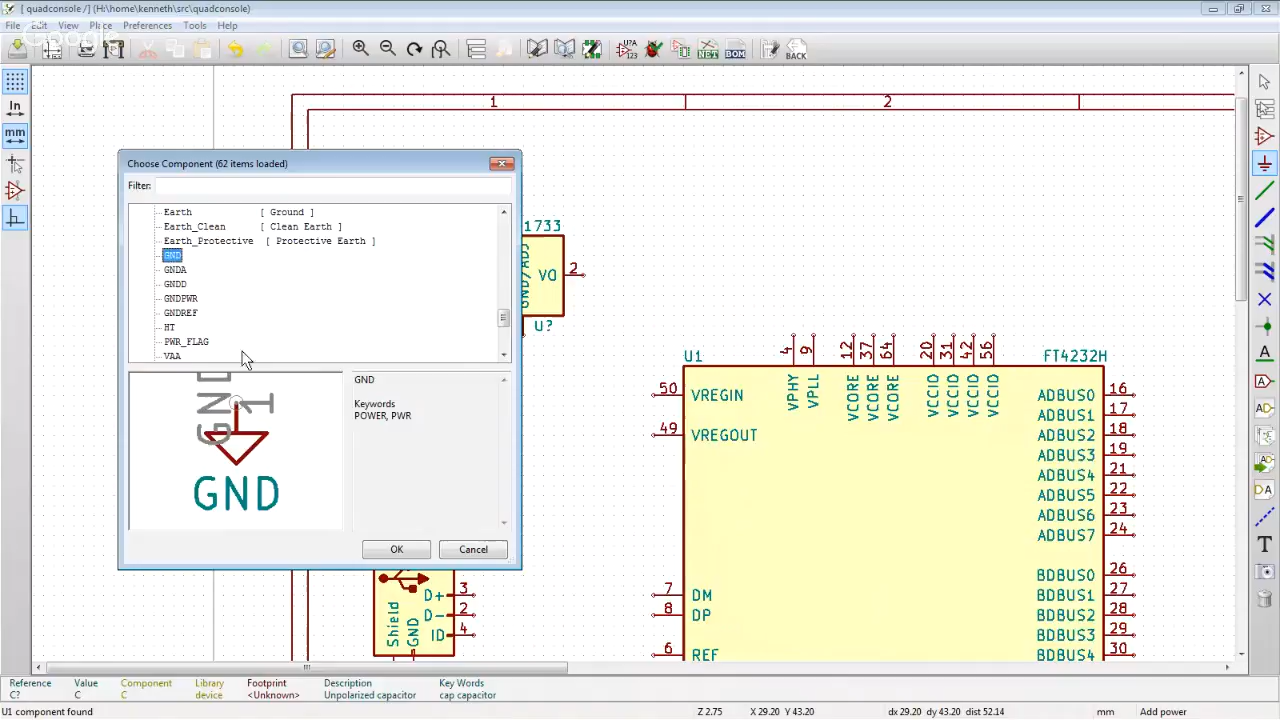 [ quadconsole /] (H:\home\kenneth\src\quadconsole)
File Edit View Place Preferences Tools Help
Google
BACK
In
mm
1 2
Choose Component (62 items loaded)
Filter:
Earth [ Ground ]
Earth_Clean [ Clean Earth ]
Earth_Protective [ Protective Earth ]
GND
GNDA
GNDD
GNDPWR
GNDREF
HT
PWR_FLAG
VAA
GND
1
GND
GND
Keywords
POWER, PWR
OK Cancel
1733
GND/ADJ
VO 2
U?
D+ 3
D- 2
ID 4
Shield
GND
U1 FT4232H
4 9 12 37 64 20 31 42 56
VPHY VPLL VCORE VCORE VCORE VCCIO VCCIO VCCIO VCCIO
50 VREGIN
49 VREGOUT
7 DM
8 DP
6 REF
ADBUS0 16
ADBUS1 17
ADBUS2 18
ADBUS3 19
ADBUS4 21
ADBUS5 22
ADBUS6 23
ADBUS7 24
BDBUS0 26
BDBUS1 27
BDBUS2 28
BDBUS3 29
BDBUS4 30
Reference Value Component Library Footprint Description Key Words
C? C C device <Unknown> Unpolarized capacitor cap capacitor
U1 component found Z 2.75 X 29.20 Y 43.20 dx 29.20 dy 43.20 dist 52.14 mm Add power